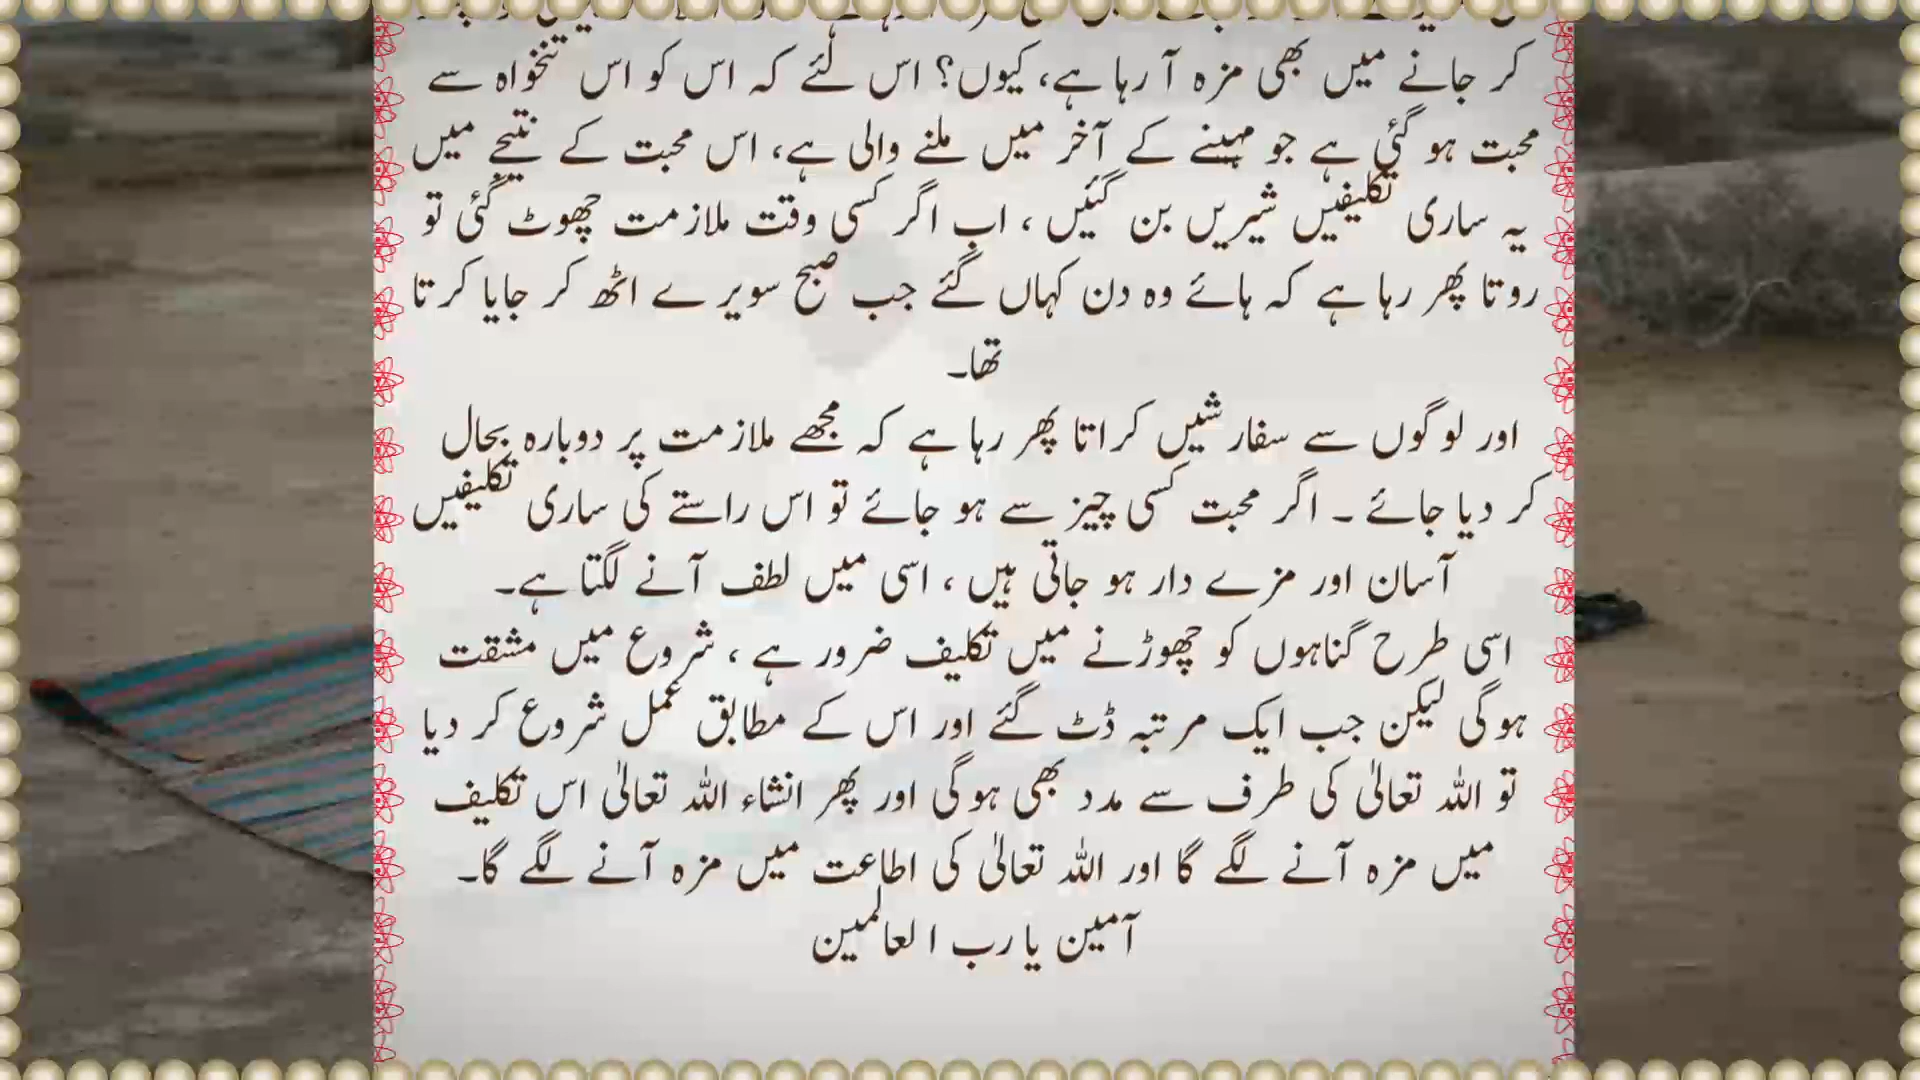 کر جانے میں بھی مزہ آ رہا ہے، کیوں؟ اس لئے کہ اس کو اس تنخواہ سے
محبت ہو گئی ہے جو مہینے کے آخر میں ملنے والی ہے، اس محبت کے نتیجے میں
یہ ساری تکلیفیں شیریں بن گئیں ، اب اگر کسی وقت ملازمت چھوٹ گئی تو
روتا پھر رہا ہے کہ ہائے وہ دن کہاں گئے جب صبح سویرے اٹھ کر جایا کرتا
تھا۔
اور لوگوں سے سفارشیں کراتا پھر رہا ہے کہ مجھے ملازمت پر دوبارہ بحال
کر دیا جائے ۔ اگر محبت کسی چیز سے ہو جائے تو اس راستے کی ساری تکلیفیں
آسان اور مزے دار ہو جاتی ہیں ، اسی میں لطف آنے لگتا ہے۔
اسی طرح گناہوں کو چھوڑنے میں تکلیف ضرور ہے ، شروع میں مشقت
ہوگی لیکن جب ایک مرتبہ ڈٹ گئے اور اس کے مطابق عمل شروع کر دیا
تو اللہ تعالیٰ کی طرف سے مدد بھی ہوگی اور پھر انشاء اللہ تعالیٰ اس تکلیف
میں مزہ آنے لگے گا اور اللہ تعالیٰ کی اطاعت میں مزہ آنے لگے گا۔
آمین یا رب العالمین